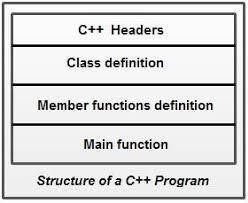 C++ Headers
Class definition
Member functions definition
Main function
Structure of a C++ Program